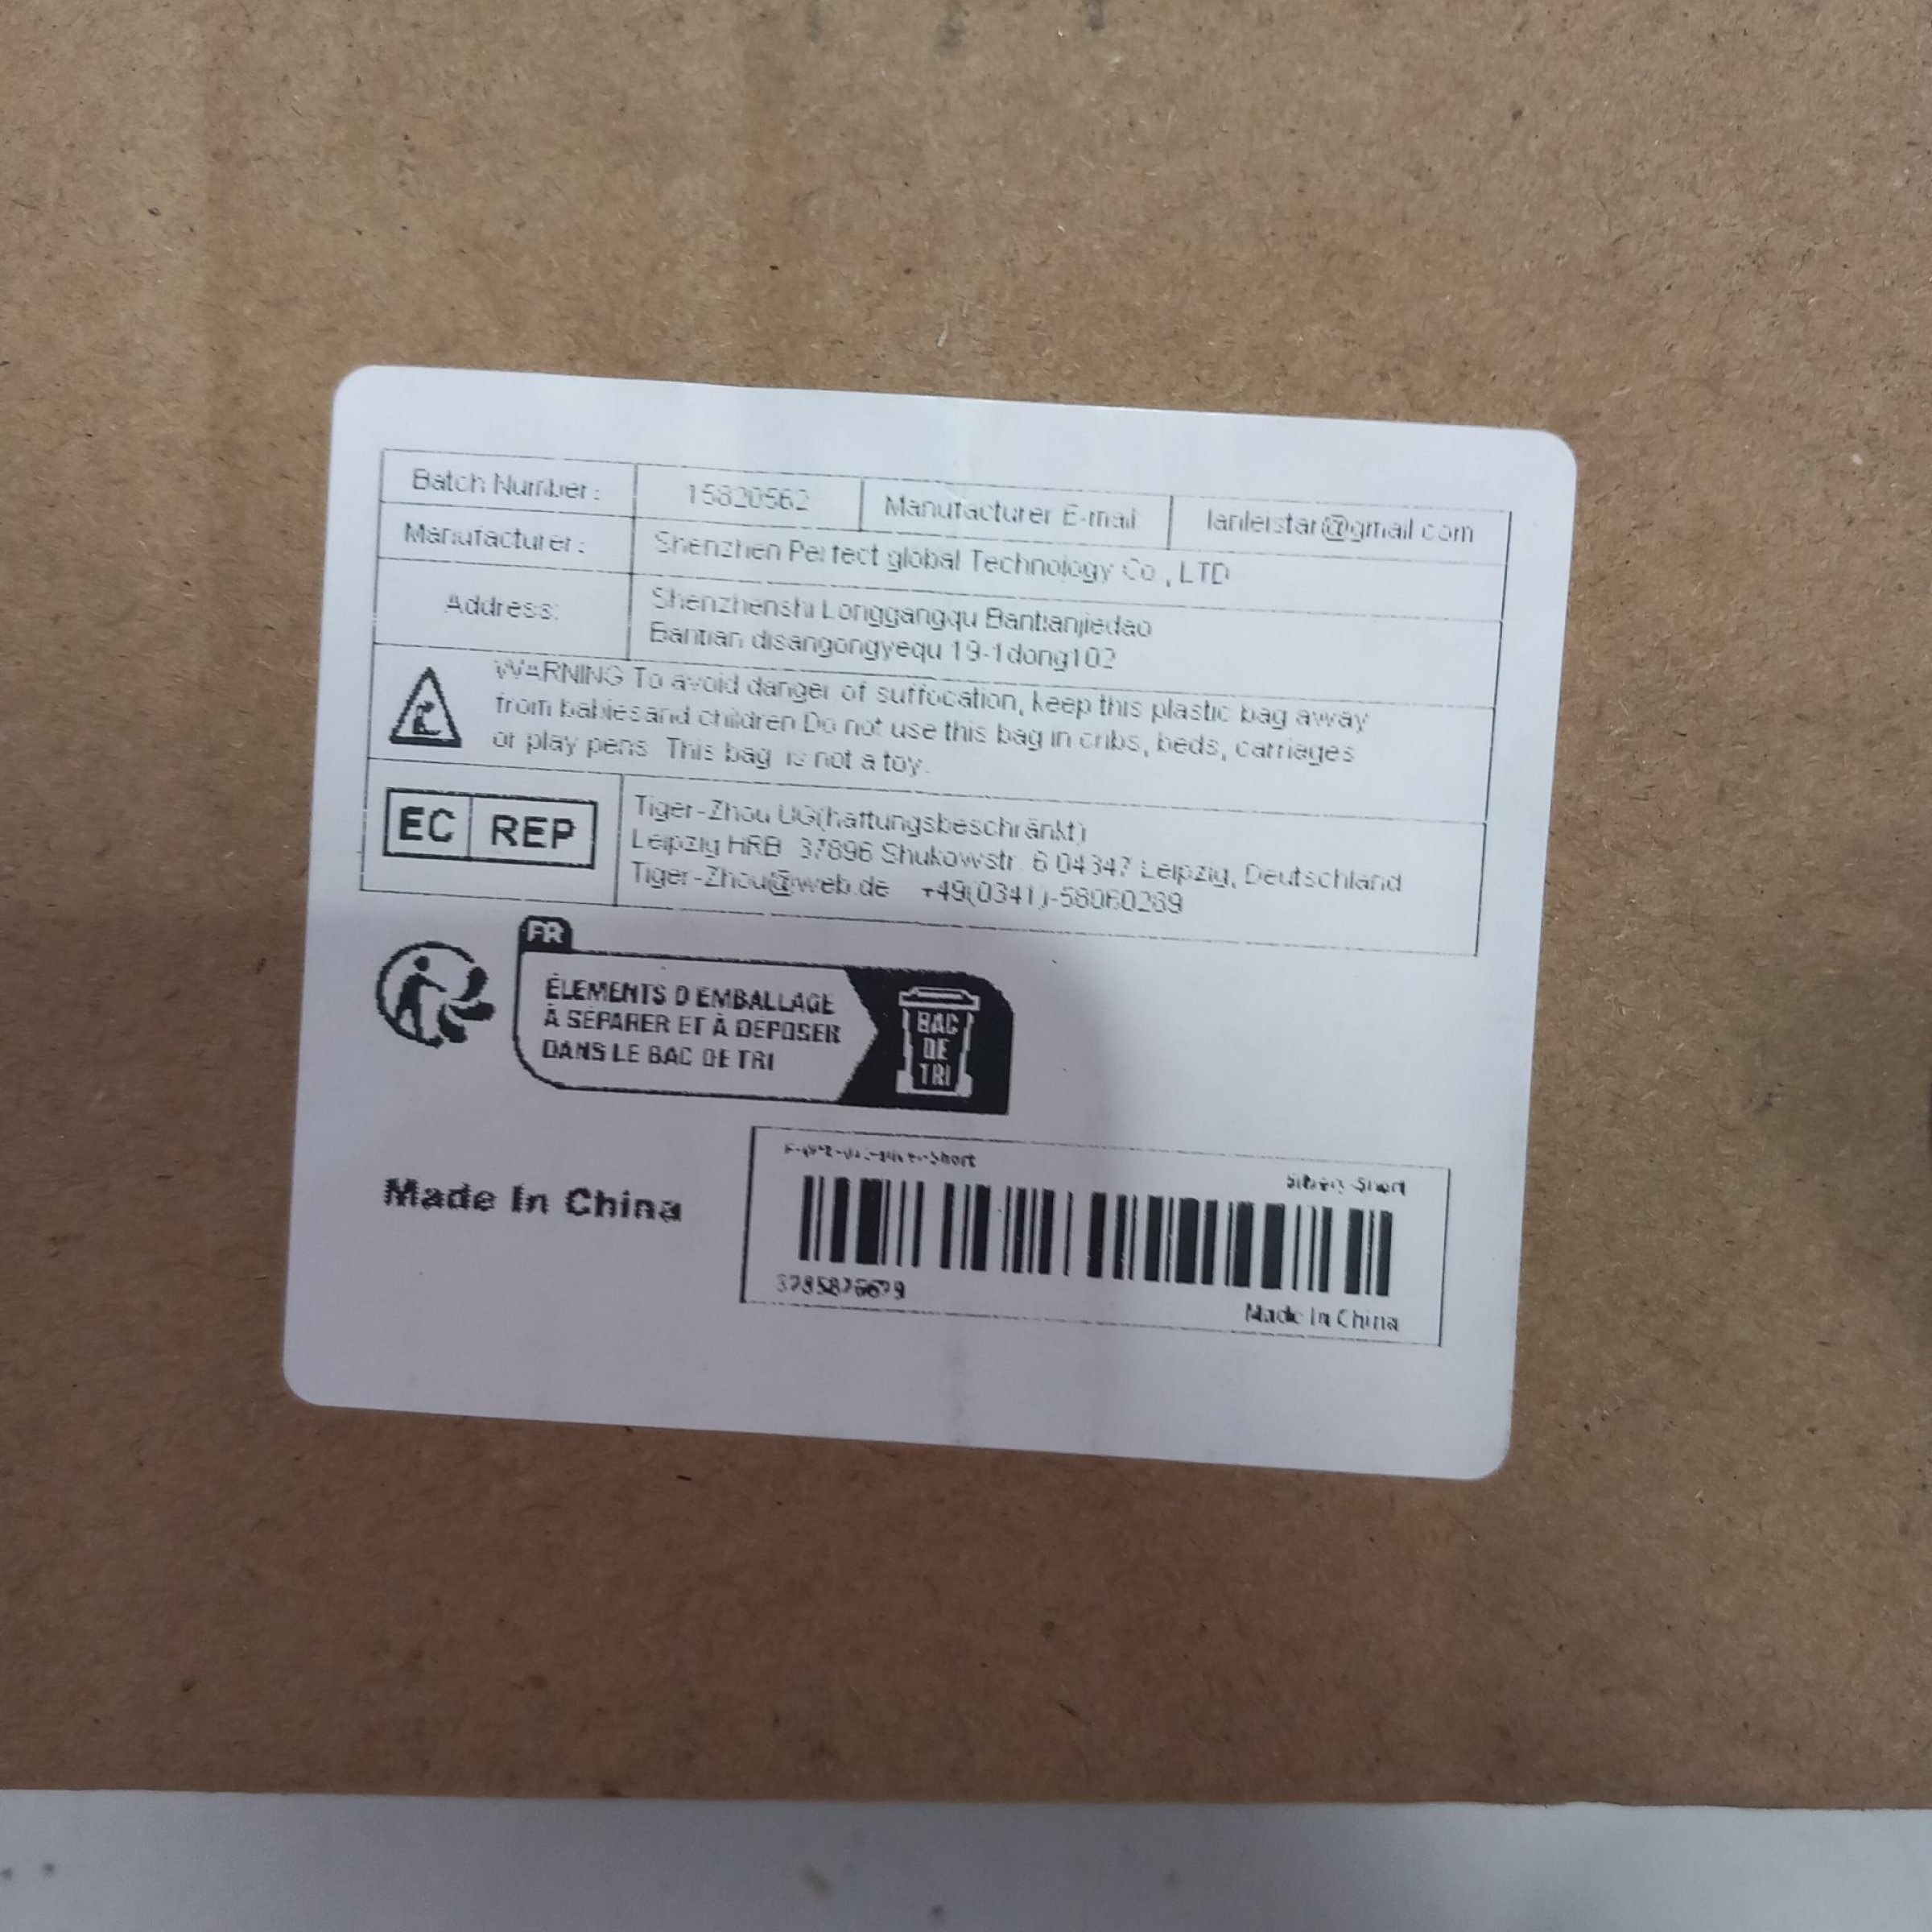 Batch Number: 15820562 Manufacturer E-mail lanleistar@gmail.com
Manufacturer: Shenzhen Perfect global Technology Co., LTD
Address: Shenzhenshi Longgangqu Bantianjiedao
Bantian disangongyequ 19-1dong102
WARNING To avoid danger of suffocation, keep this plastic bag away
from babiesand children Do not use this bag in cribs, beds, carriages
or play pens. This bag is not a toy.
EC REP
Tiger-Zhou UG(haftungsbeschränkt)
Leipzig HRB 37896 Shukowstr. 6 04347 Leipzig, Deutschland
Tiger-Zhou@web.de +49(0341)-58060289
FR
ÉLÉMENTS D'EMBALLAGE
À SÉPARER ET À DÉPOSER
DANS LE BAC DE TRI
BAC
DE
TRI
Made In China
3785876679
Made In China